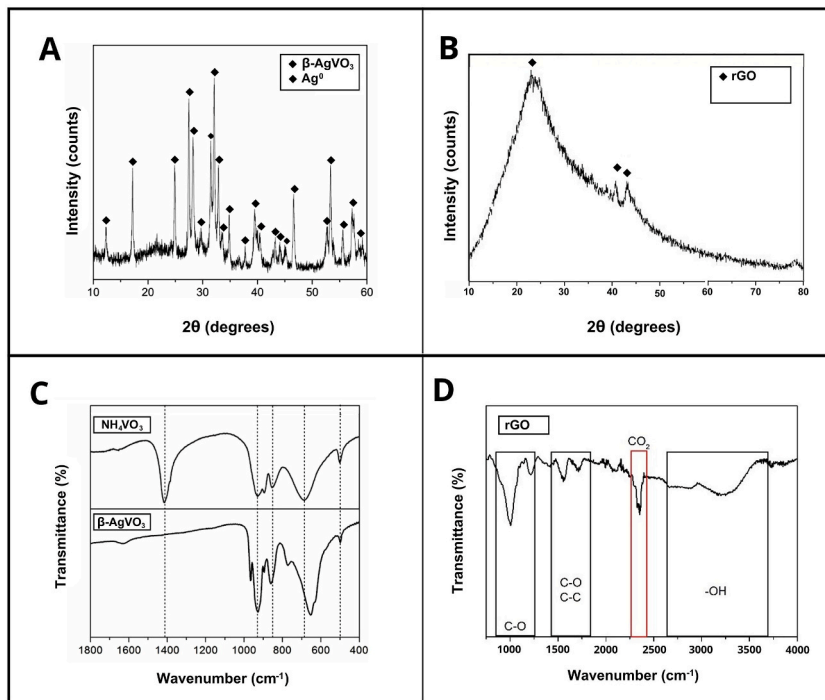 A
◆ β-AgVO₃
◆ Ag⁰
Intensity (counts)
10 20 30 40 50 60
2θ (degrees)
B
◆ rGO
Intensity (counts)
10 20 30 40 50 60 70 80
2θ (degrees)
C
NH₄VO₃
β-AgVO₃
Transmittance (%)
1800 1600 1400 1200 1000 800 600 400
Wavenumber (cm⁻¹)
D
rGO
CO₂
C-O
C-C
-OH
C-O
Transmittance (%)
1000 1500 2000 2500 3000 3500 4000
Wavenumber (cm⁻¹)